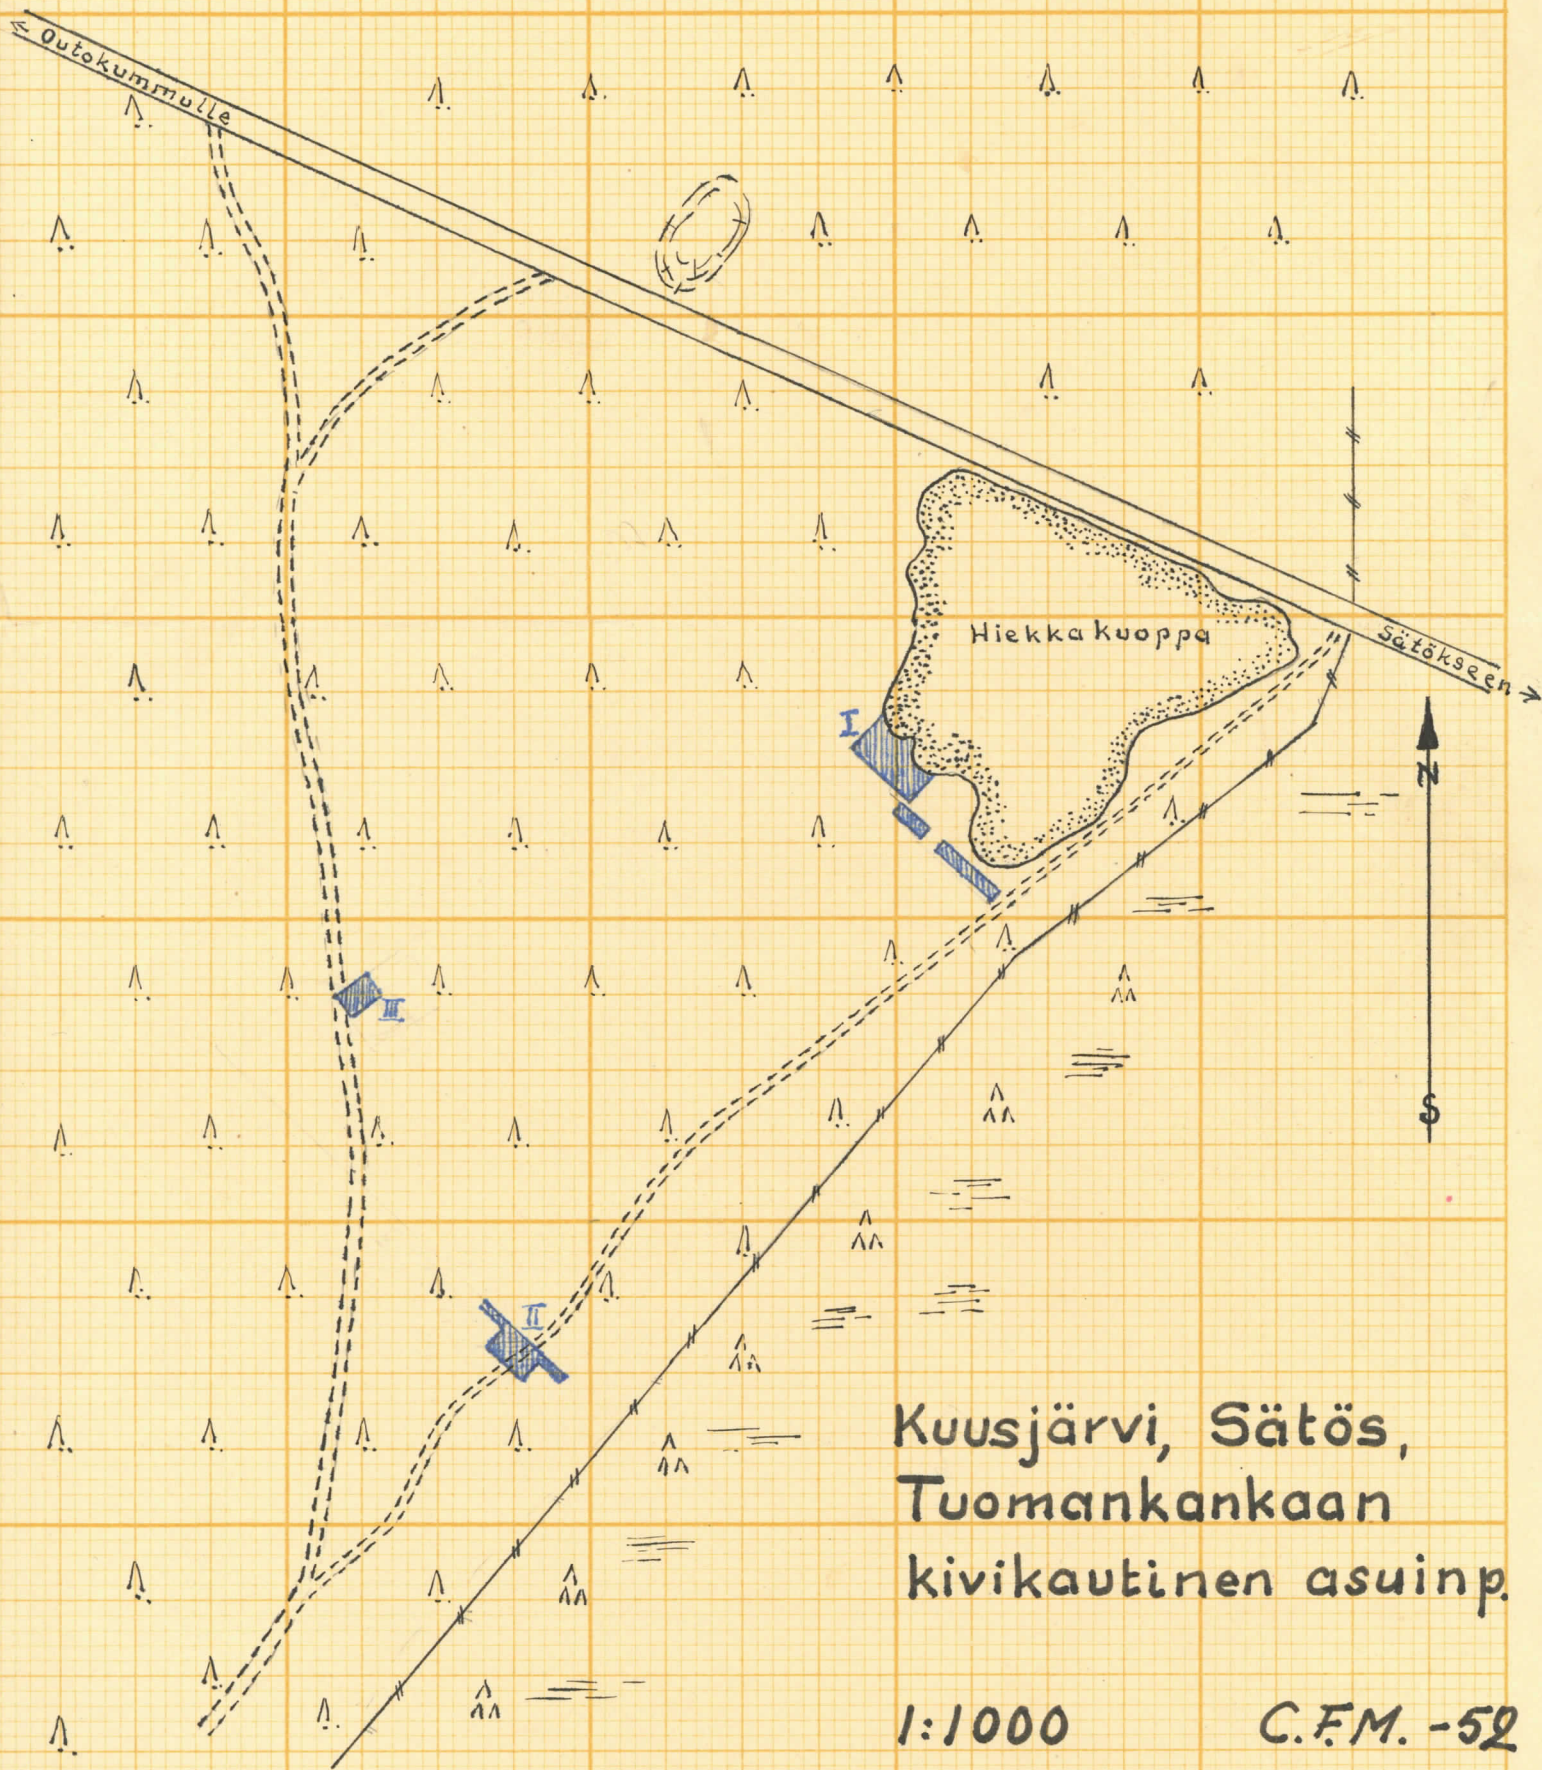 ← Outokummulle
Hiekkakuoppa
Sätökseen →
I
N
III
S
II
Kuusjärvi, Sätös,
Tuomankankaan
kivikautinen asuinp.
1:1000 C.F.M. -52